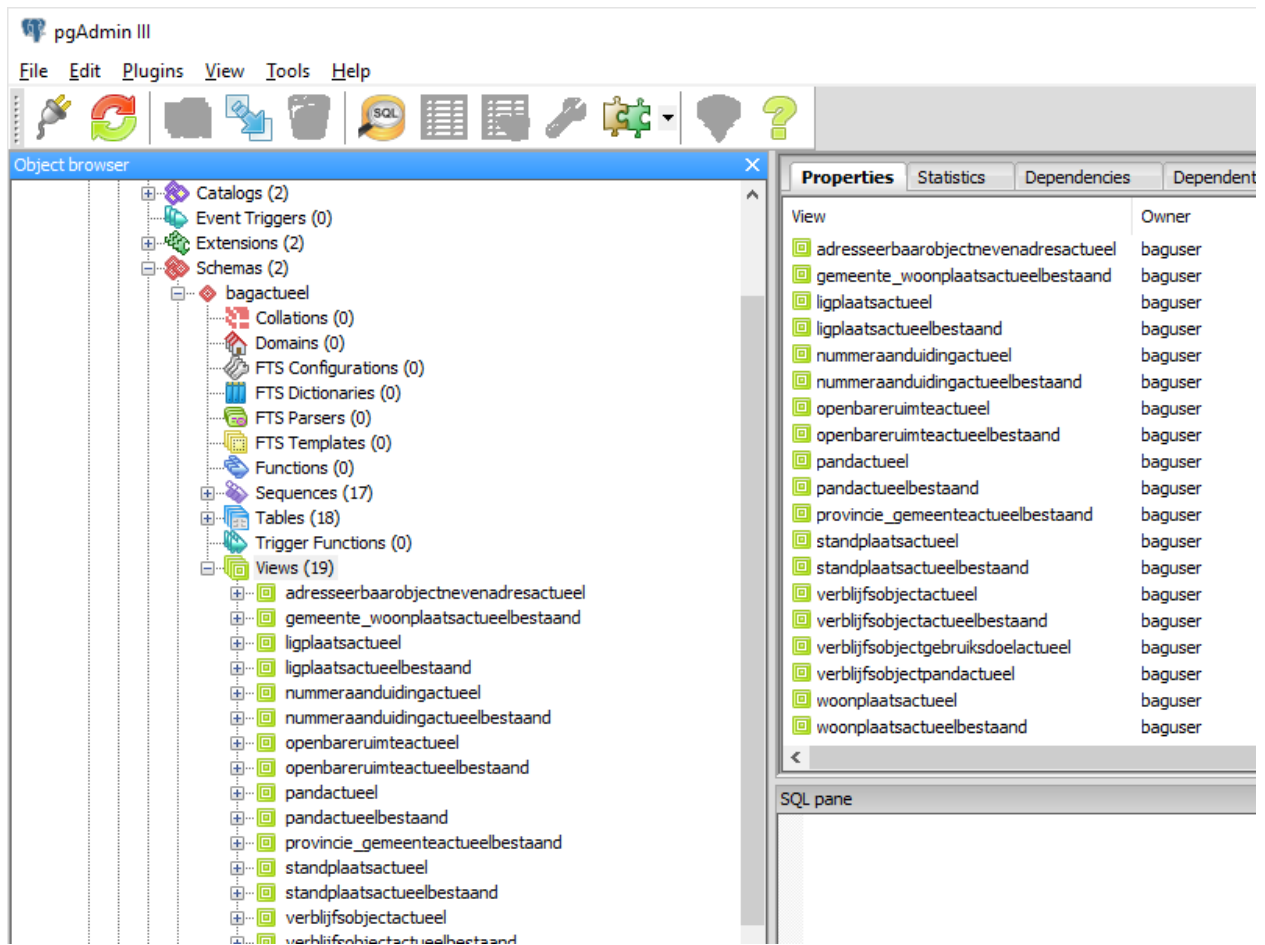 pgAdmin III
File Edit Plugins View Tools Help
SQL
Object browser
Catalogs (2)
Event Triggers (0)
Extensions (2)
Schemas (2)
bagactueel
Collations (0)
Domains (0)
FTS Configurations (0)
FTS Dictionaries (0)
FTS Parsers (0)
FTS Templates (0)
Functions (0)
Sequences (17)
Tables (18)
Trigger Functions (0)
Views (19)
adresseerbaarobjectnevenadresactueel
gemeente_woonplaatsactueelbestaand
ligplaatsactueel
ligplaatsactueelbestaand
nummeraanduidingactueel
nummeraanduidingactueelbestaand
openbareruimteactueel
openbareruimteactueelbestaand
pandactueel
pandactueelbestaand
provincie_gemeenteactueelbestaand
standplaatsactueel
standplaatsactueelbestaand
verblijfsobjectactueel
verblijfsobjectactueelbestaand
Properties Statistics Dependencies Dependent
View Owner
adresseerbaarobjectnevenadresactueel baguser
gemeente_woonplaatsactueelbestaand baguser
ligplaatsactueel baguser
ligplaatsactueelbestaand baguser
nummeraanduidingactueel baguser
nummeraanduidingactueelbestaand baguser
openbareruimteactueel baguser
openbareruimteactueelbestaand baguser
pandactueel baguser
pandactueelbestaand baguser
provincie_gemeenteactueelbestaand baguser
standplaatsactueel baguser
standplaatsactueelbestaand baguser
verblijfsobjectactueel baguser
verblijfsobjectactueelbestaand baguser
verblijfsobjectgebruiksdoelactueel baguser
verblijfsobjectpandactueel baguser
woonplaatsactueel baguser
woonplaatsactueelbestaand baguser
SQL pane